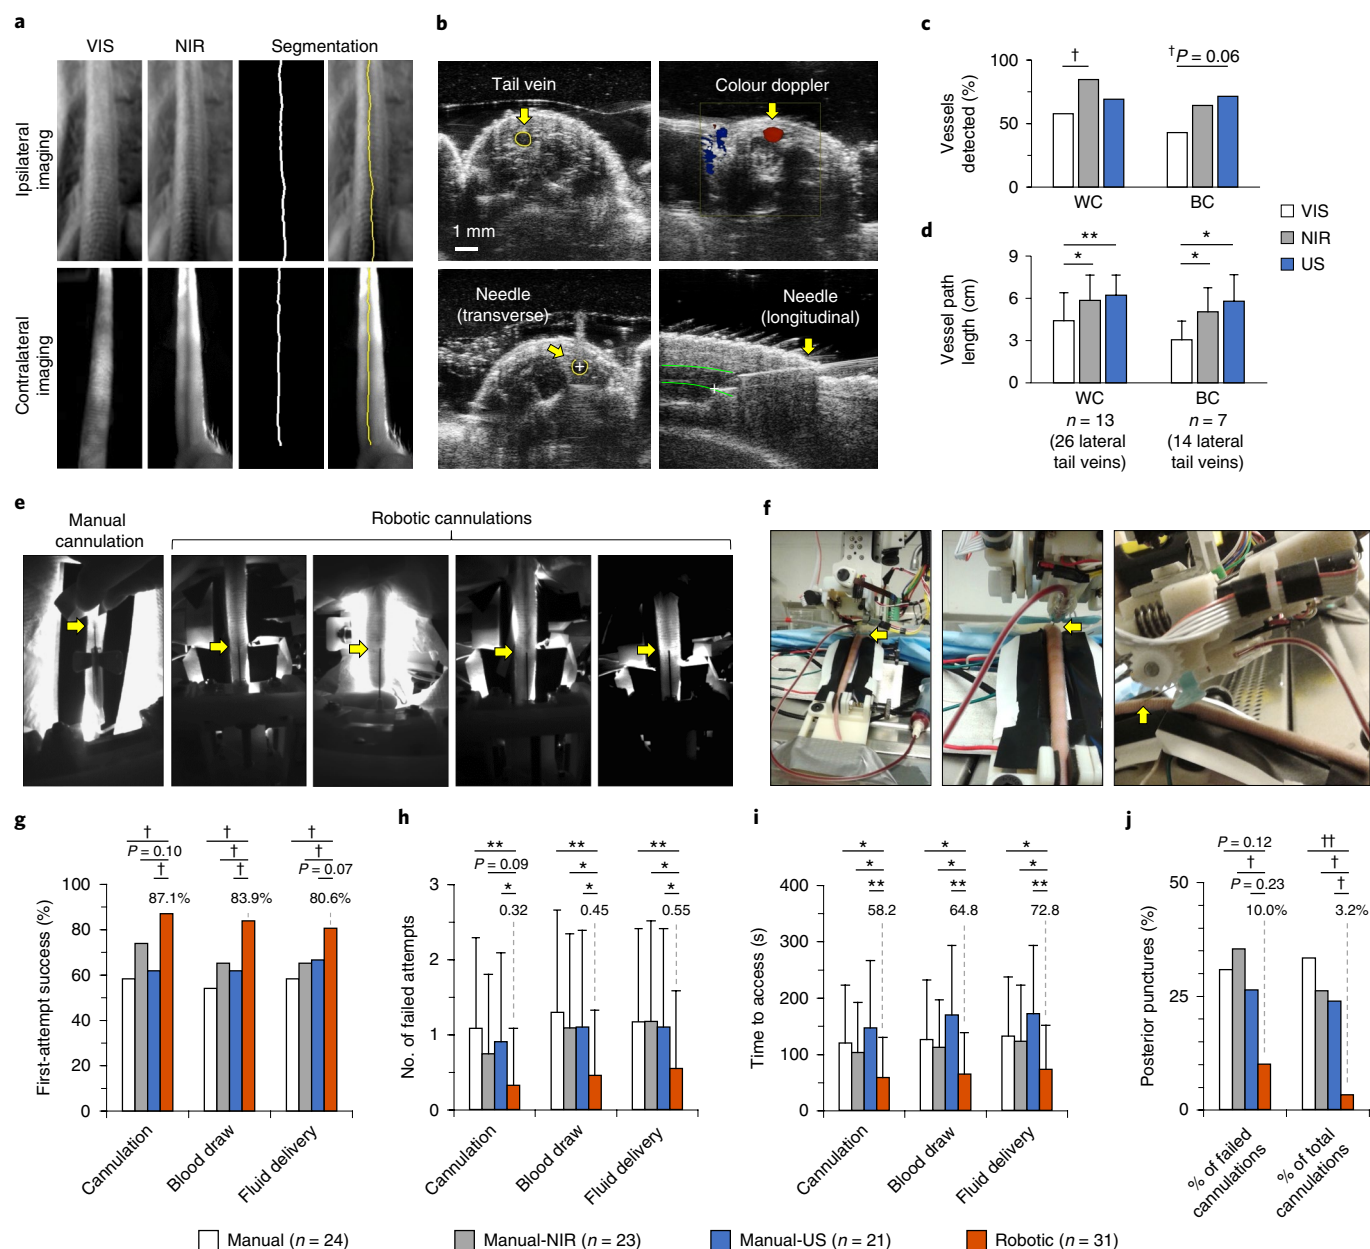 a
VIS NIR Segmentation
Ipsilateral imaging
Contralateral imaging
b
Tail vein
Colour doppler
1 mm
Needle (transverse)
Needle (longitudinal)
c
† †P = 0.06
100
50
0
Vessels detected (%)
WC BC
VIS
NIR
US
d
** *
* *
9
6
3
0
Vessel path length (cm)
WC BC
n = 13 n = 7
(26 lateral (14 lateral
tail veins) tail veins)
e
Manual cannulation
Robotic cannulations
f
g
† † †
P = 0.10 † †
† † P = 0.07
87.1% 83.9% 80.6%
100
80
60
40
20
0
First-attempt success (%)
Cannulation Blood draw Fluid delivery
h
** ** **
P = 0.09 * *
* * *
0.32 0.45 0.55
3
2
1
0
No. of failed attempts
Cannulation Blood draw Fluid delivery
i
* * *
* * *
** ** **
58.2 64.8 72.8
400
300
200
100
0
Time to access (s)
Cannulation Blood draw Fluid delivery
j
P = 0.12 ††
† †
P = 0.23 †
10.0% 3.2%
50
25
0
Posterior punctures (%)
% of failed cannulations
% of total cannulations
Manual (n = 24) Manual-NIR (n = 23) Manual-US (n = 21) Robotic (n = 31)